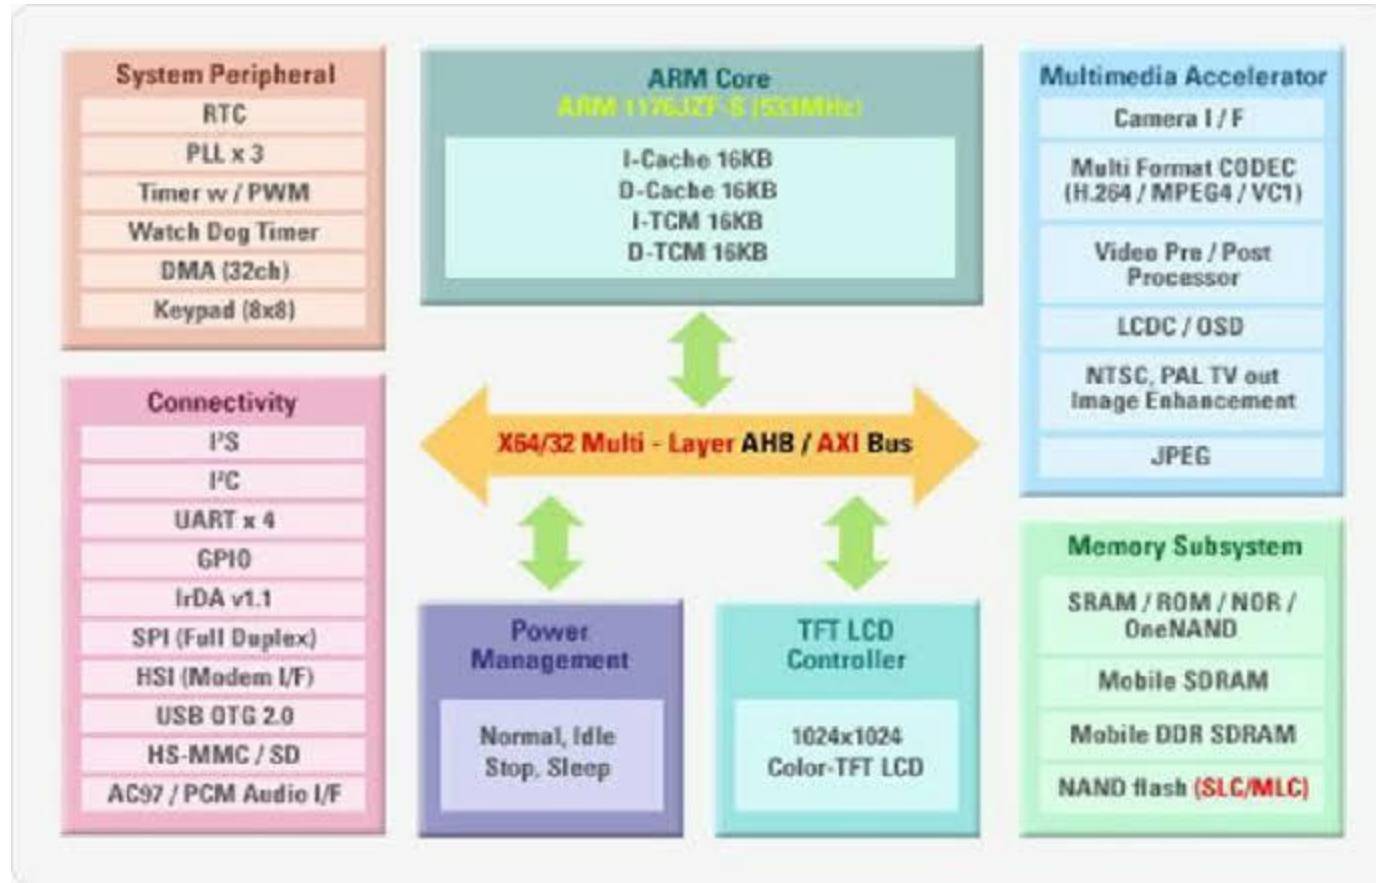 System Peripheral
RTC
PLL x 3
Timer w / PWM
Watch Dog Timer
DMA (32ch)
Keypad (8x8)
Connectivity
I²S
I²C
UART x 4
GPIO
IrDA v1.1
SPI (Full Duplex)
HSI (Modem I/F)
USB OTG 2.0
HS-MMC / SD
AC97 / PCM Audio I/F
ARM Core
ARM 1176JZF-S (533MHz)
I-Cache 16KB
D-Cache 16KB
I-TCM 16KB
D-TCM 16KB
X64/32 Multi - Layer AHB / AXI Bus
Power
Management
Normal, Idle
Stop, Sleep
TFT LCD
Controller
1024x1024
Color-TFT LCD
Multimedia Accelerator
Camera I / F
Multi Format CODEC
(H.264 / MPEG4 / VC1)
Video Pre / Post
Processor
LCDC / OSD
NTSC, PAL TV out
Image Enhancement
JPEG
Memory Subsystem
SRAM / ROM / NOR /
OneNAND
Mobile SDRAM
Mobile DDR SDRAM
NAND flash (SLC/MLC)